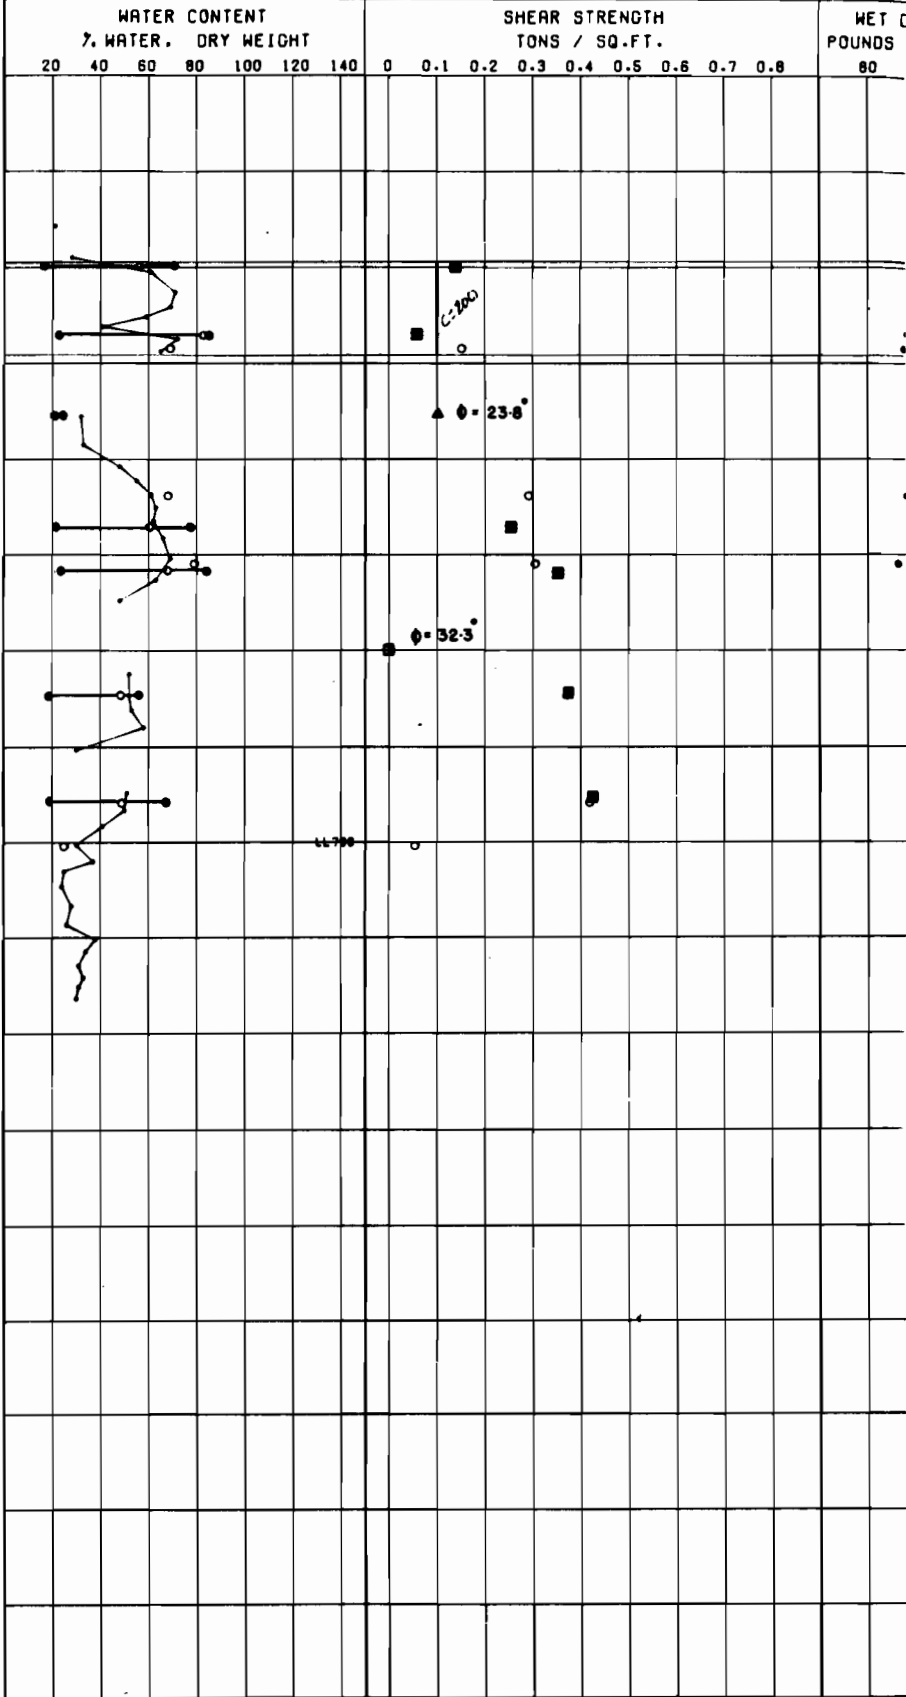 WATER CONTENT
% WATER, DRY WEIGHT
20 40 60 80 100 120 140
SHEAR STRENGTH
TONS / SQ.FT.
0 0.1 0.2 0.3 0.4 0.5 0.6 0.7 0.8
WET
POUNDS
80
C=200
ϕ = 23.8°
ϕ = 32.3°